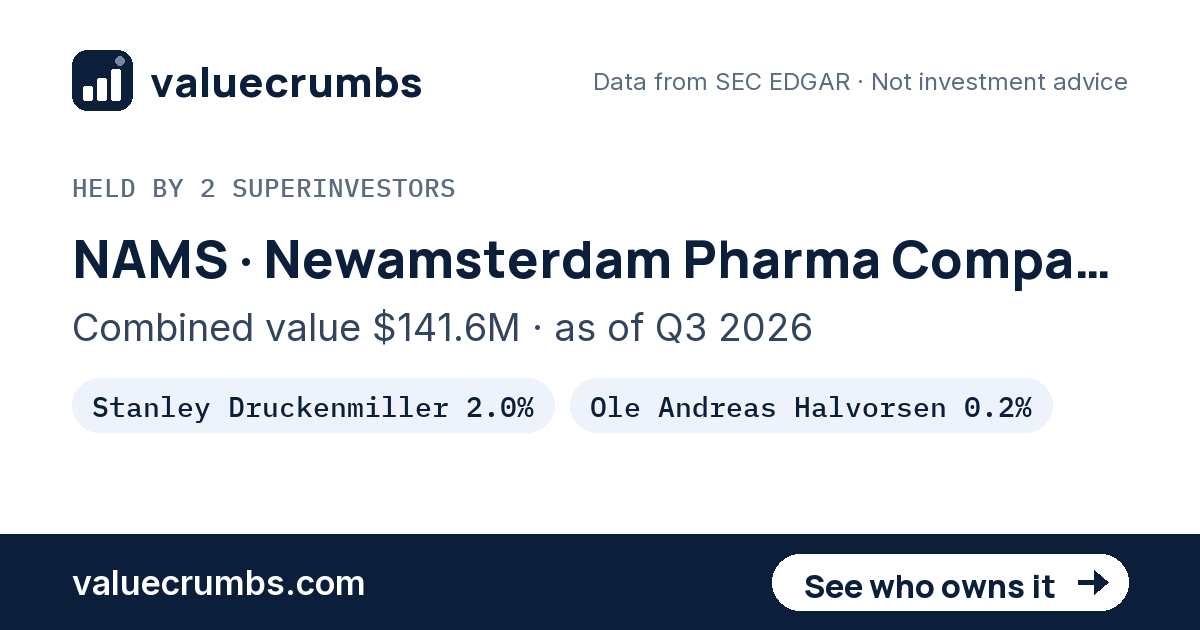 valuecrumbs
Data from SEC EDGAR · Not investment advice
HELD BY 2 SUPERINVESTORS
NAMS · Newamsterdam Pharma Compa…
Combined value $141.6M · as of Q3 2026
Stanley Druckenmiller 2.0%
Ole Andreas Halvorsen 0.2%
valuecrumbs.com
See who owns it →